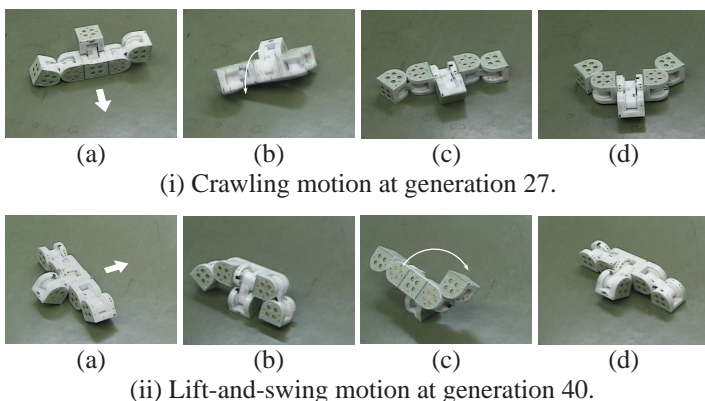 (a) (b) (c) (d)
(i) Crawling motion at generation 27.
(a) (b) (c) (d)
(ii) Lift-and-swing motion at generation 40.